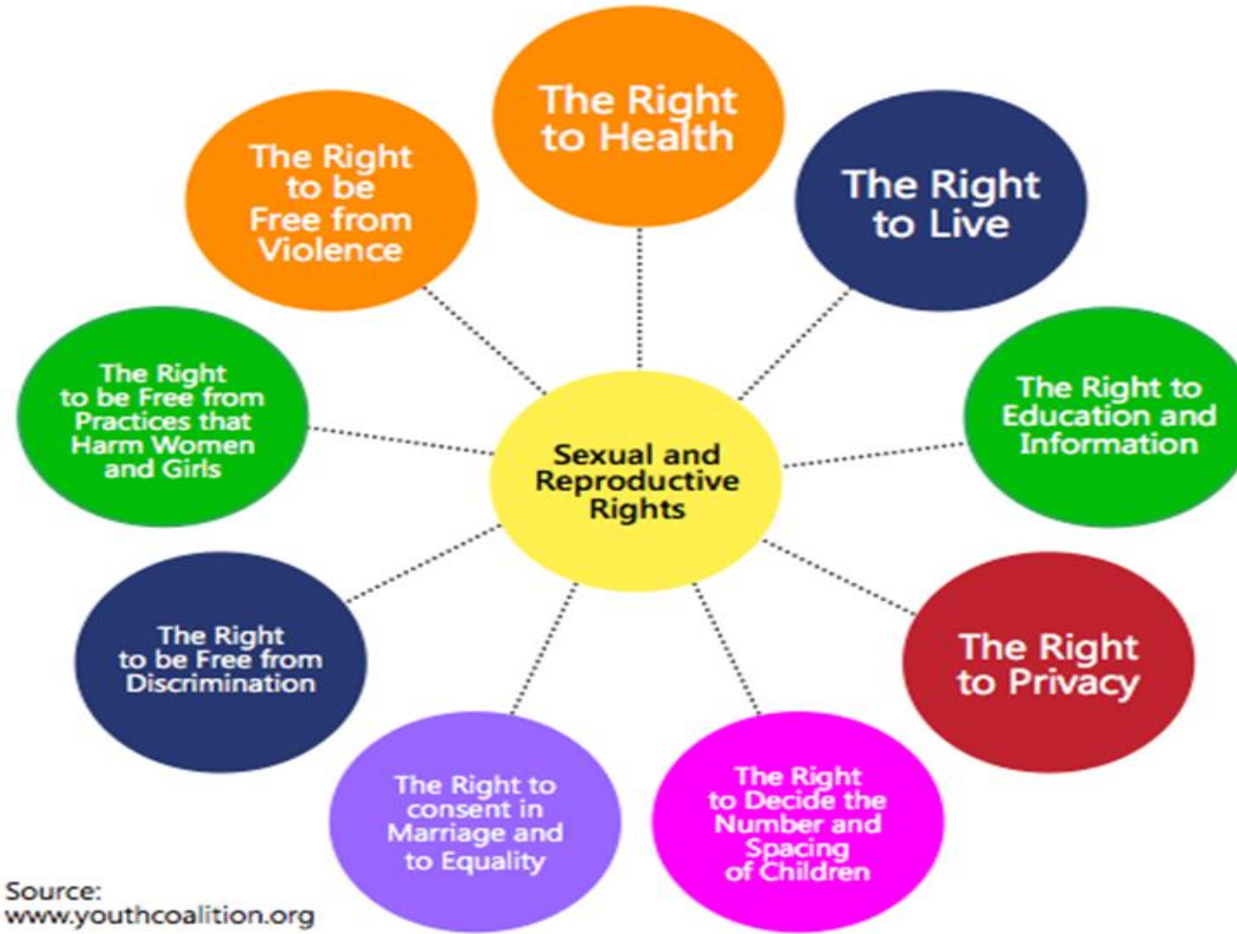 The Right
to Health
The Right
to Live
The Right to
Education and
Information
The Right
to Privacy
The Right
to Decide the
Number and
Spacing
of Children
The Right to
consent in
Marriage and
to Equality
The Right
to be Free from
Discrimination
The Right
to be Free from
Practices that
Harm Women
and Girls
The Right
to be
Free from
Violence
Sexual and
Reproductive
Rights
Source:
www.youthcoalition.org